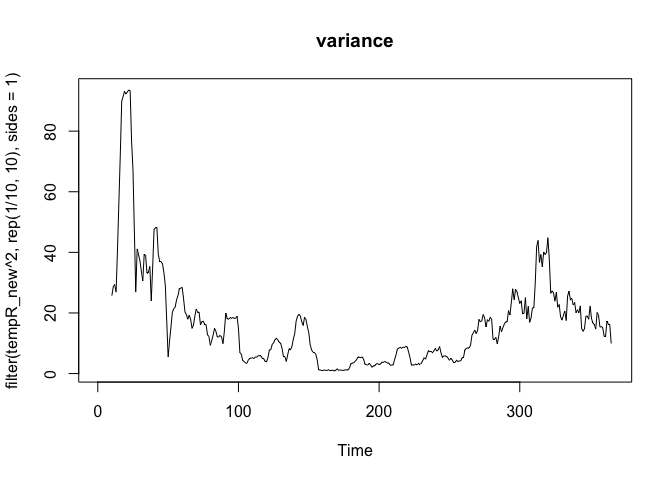 variance
filter(tempR_new^2, rep(1/10, 10), sides = 1)
80
60
40
20
0
0 100 200 300
Time